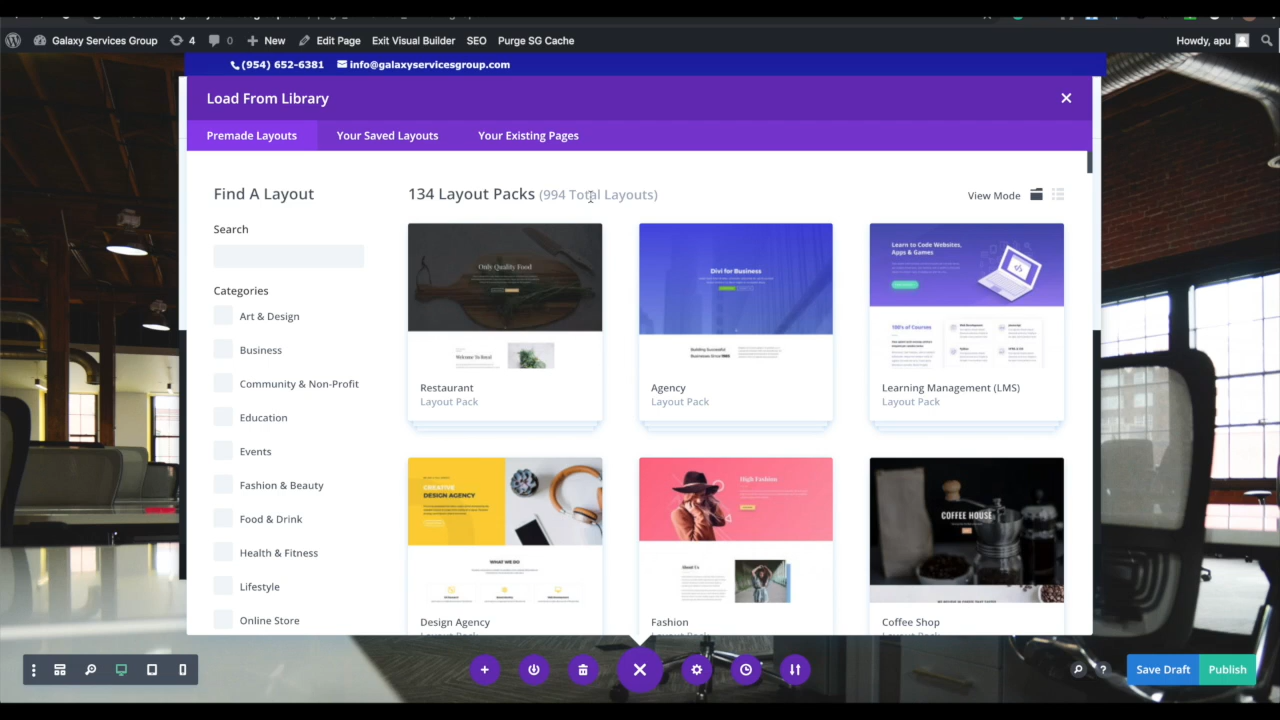 Galaxy Services Group
4
0
New
Edit Page
Exit Visual Builder
SEO
Purge SG Cache
Howdy, apu
(954) 652-6381
info@galaxyservicesgroup.com
Load From Library
Premade Layouts
Your Saved Layouts
Your Existing Pages
Find A Layout
134 Layout Packs (994 Total Layouts)
View Mode
Search
Categories
Art & Design
Business
Community & Non-Profit
Education
Events
Fashion & Beauty
Food & Drink
Health & Fitness
Lifestyle
Online Store
Only Quality Food
Restaurant
Layout Pack
Divi for Business
Agency
Layout Pack
Learn to Code Websites,
Apps & Games
100's of Courses
Learning Management (LMS)
Layout Pack
CREATIVE
DESIGN AGENCY
WHAT WE DO
Design Agency
High Fashion
About Us
Fashion
COFFEE HOUSE
Coffee Shop
?
Save Draft
Publish